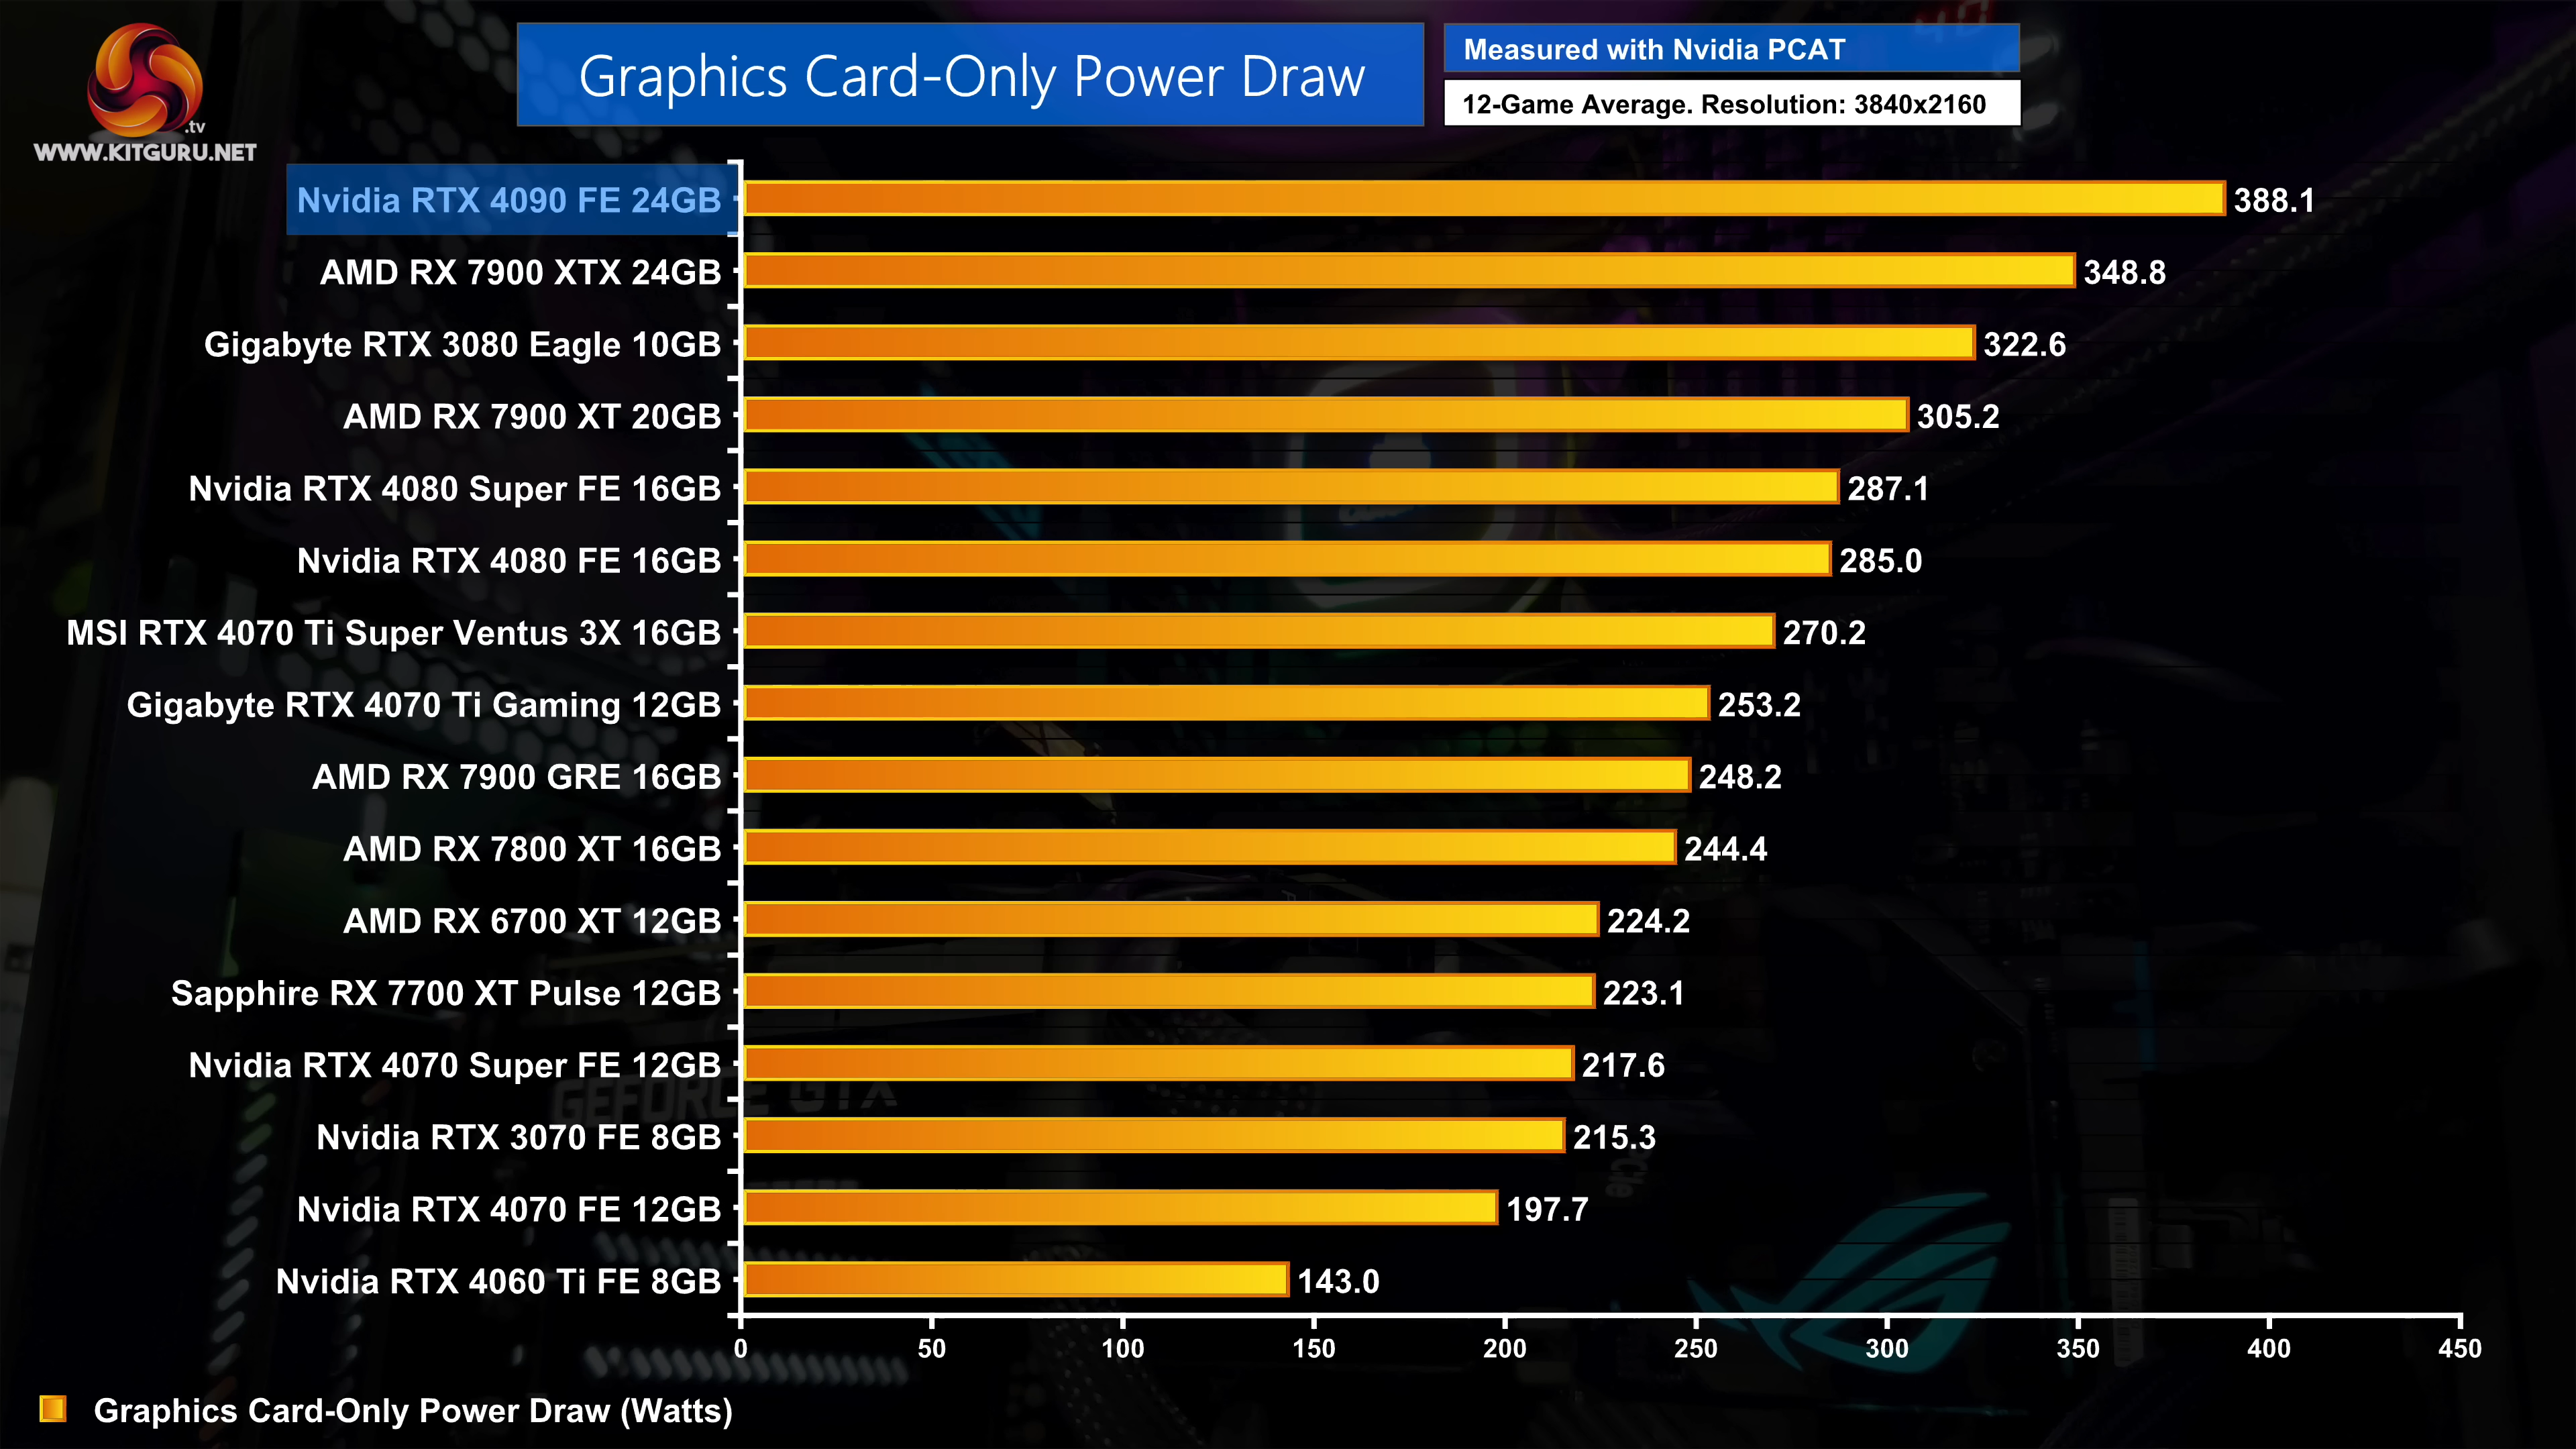 .tv
WWW.KITGURU.NET
Graphics Card-Only Power Draw
Measured with Nvidia PCAT
12-Game Average. Resolution: 3840x2160
Nvidia RTX 4090 FE 24GB 388.1
AMD RX 7900 XTX 24GB 348.8
Gigabyte RTX 3080 Eagle 10GB 322.6
AMD RX 7900 XT 20GB 305.2
Nvidia RTX 4080 Super FE 16GB 287.1
Nvidia RTX 4080 FE 16GB 285.0
MSI RTX 4070 Ti Super Ventus 3X 16GB 270.2
Gigabyte RTX 4070 Ti Gaming 12GB 253.2
AMD RX 7900 GRE 16GB 248.2
AMD RX 7800 XT 16GB 244.4
AMD RX 6700 XT 12GB 224.2
Sapphire RX 7700 XT Pulse 12GB 223.1
Nvidia RTX 4070 Super FE 12GB 217.6
GEFORCE GTX
Nvidia RTX 3070 FE 8GB 215.3
Nvidia RTX 4070 FE 12GB 197.7
Nvidia RTX 4060 Ti FE 8GB 143.0
0 50 100 150 200 250 300 350 400 450
Graphics Card-Only Power Draw (Watts)